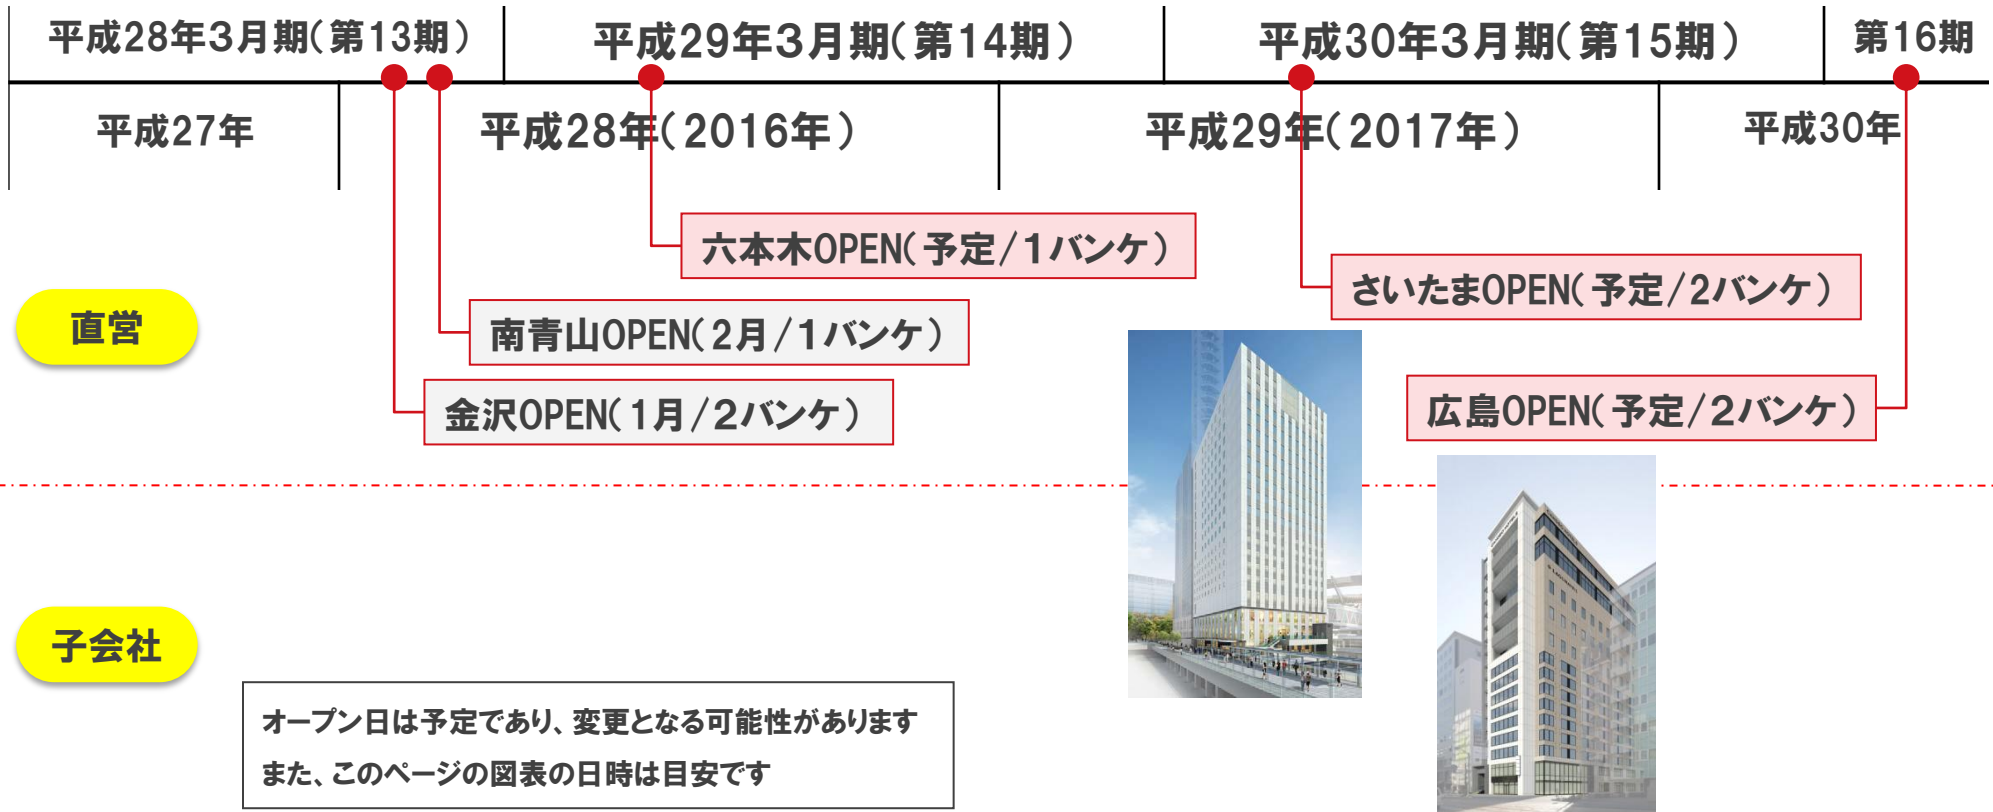 平成28年3月期(第13期)
平成29年3月期(第14期)
平成30年3月期(第15期)
第16期
平成27年
平成28年(2016年)
平成29年(2017年)
平成30年
六本木OPEN(予定/1バンケ)
さいたまOPEN(予定/2バンケ)
直営
南青山OPEN(2月/1バンケ)
金沢OPEN(1月/2バンケ)
広島OPEN(予定/2バンケ)
子会社
オープン日は予定であり、変更となる可能性があります
また、このページの図表の日時は目安です